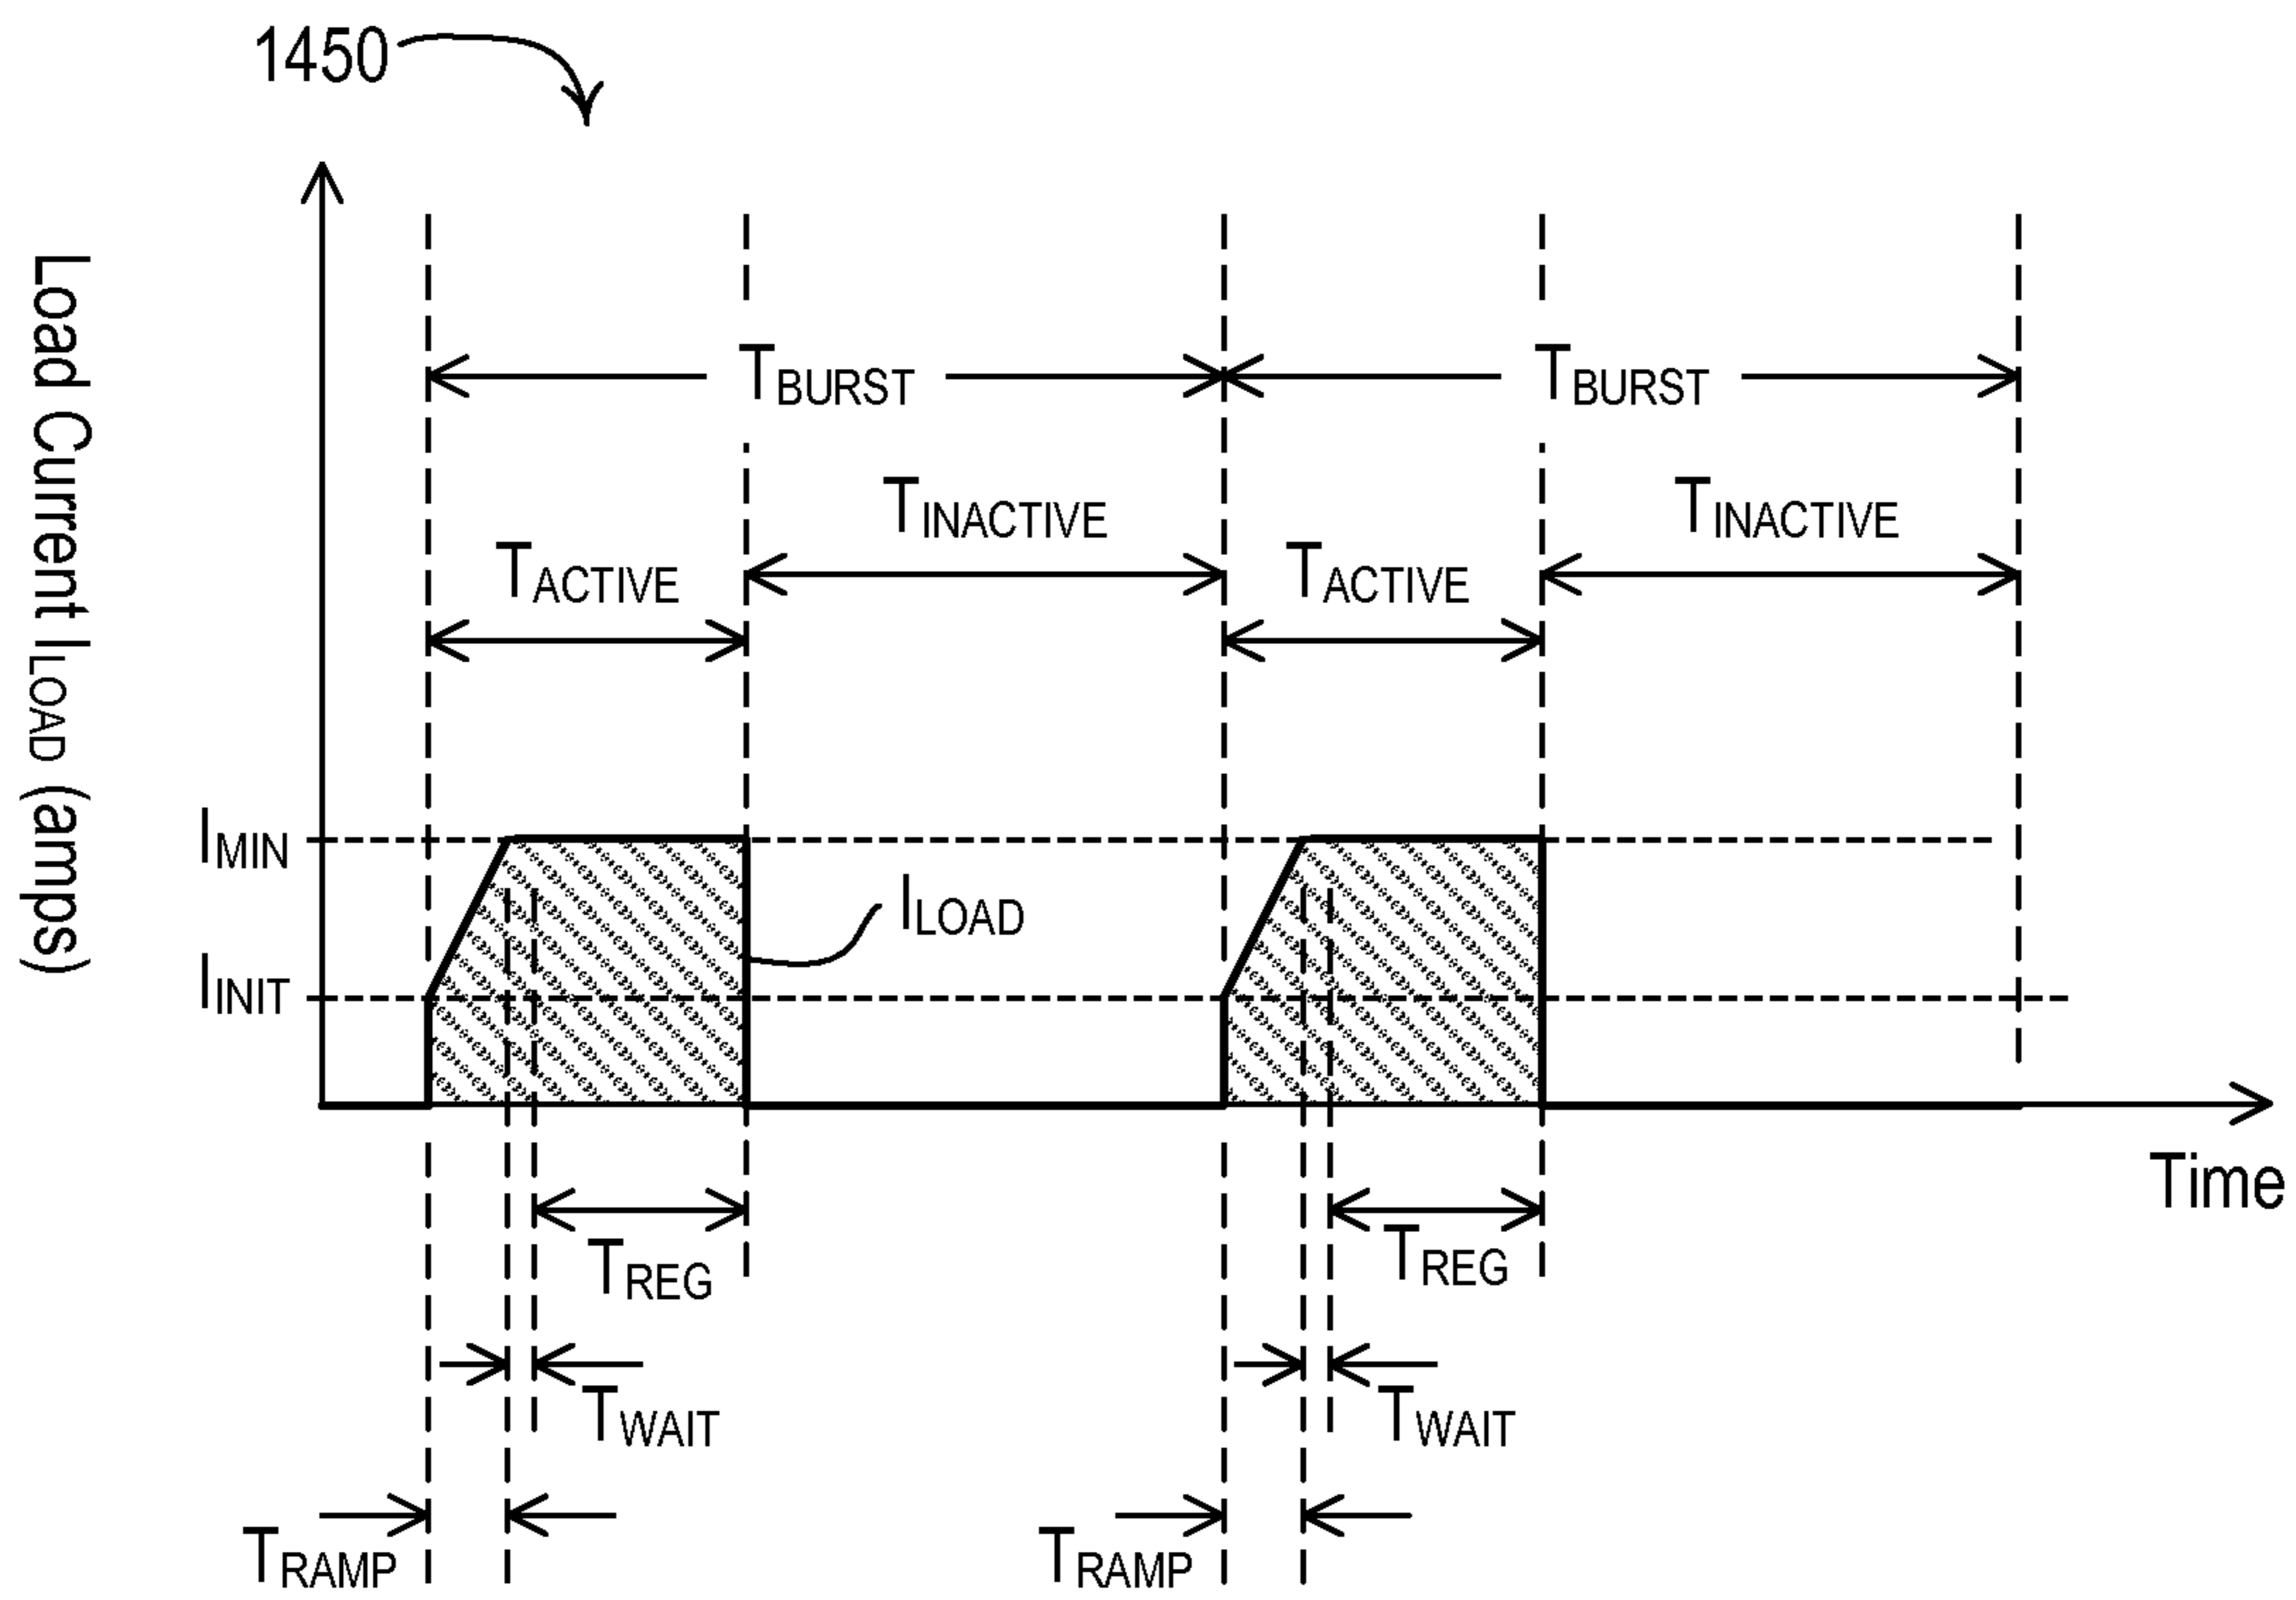 1450
Load Current ILOAD (amps)
TBURST
TBURST
TINACTIVE
TINACTIVE
TACTIVE
TACTIVE
IMIN
ILOAD
IINIT
Time
TREG
TREG
TWAIT
TWAIT
TRAMP
TRAMP